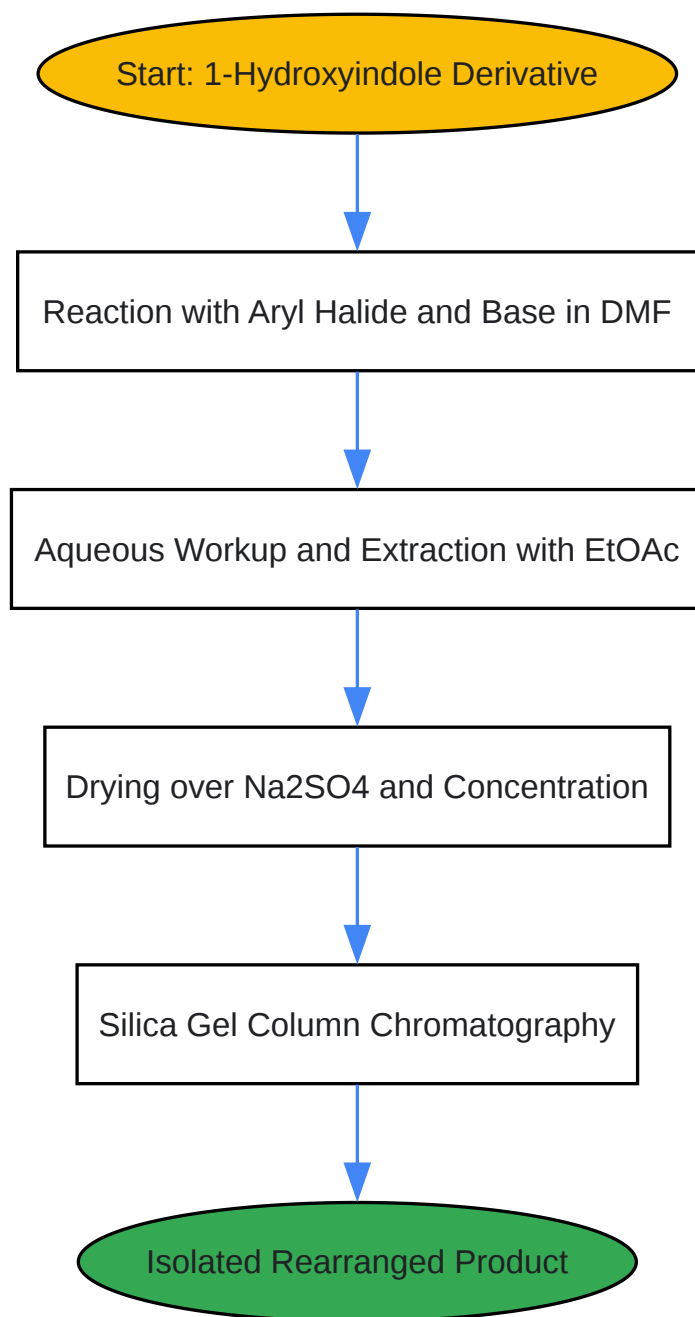 Start: 1-Hydroxyindole Derivative
Reaction with Aryl Halide and Base in DMF
Aqueous Workup and Extraction with EtOAc
Drying over Na2SO4 and Concentration
Silica Gel Column Chromatography
Isolated Rearranged Product